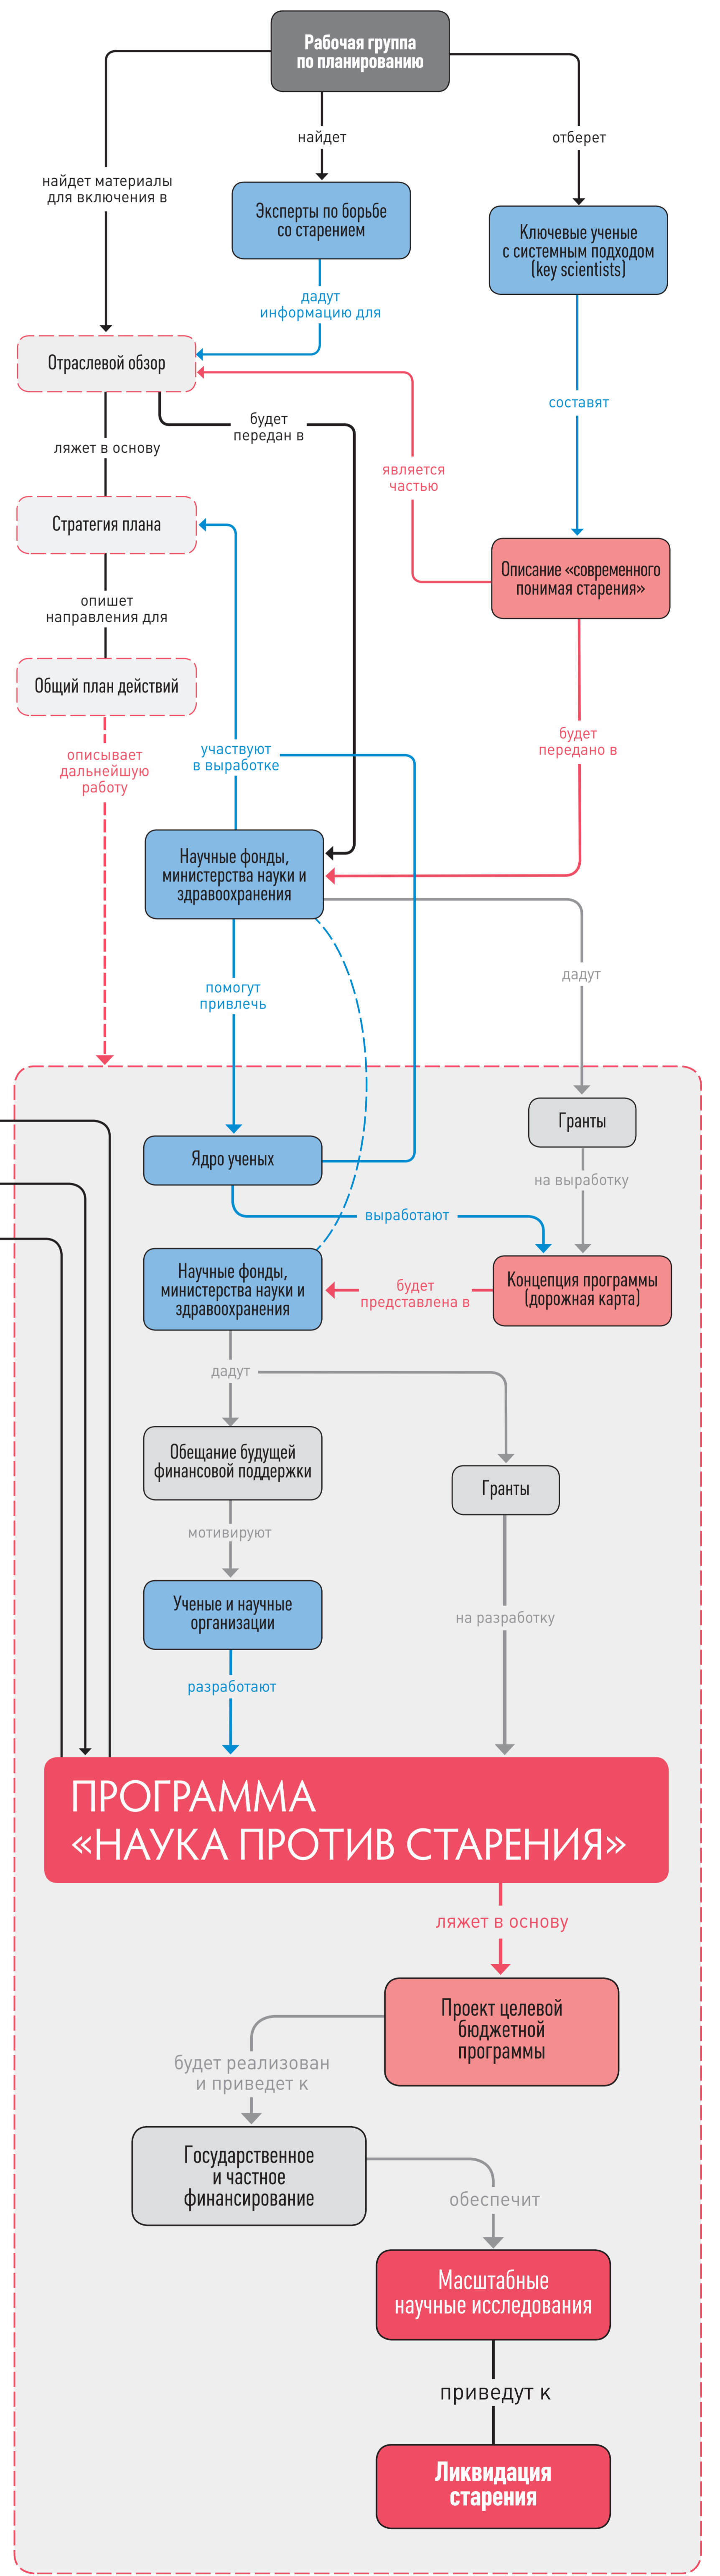 Рабочая группа
по планированию
найдет
отберет
найдет материалы
для включения в
Эксперты по борьбе
со старением
Ключевые ученые
с системным подходом
(key scientists)
дадут
информацию для
Отраслевой обзор
составят
будет
передан в
ляжет в основу
является
частью
Стратегия плана
Описание «современного
понимая старения»
опишет
направления для
Общий план действий
описывает
дальнейшую
работу
участвуют
в выработке
будет
передано в
Научные фонды,
министерства науки и
здравоохранения
дадут
помогут
привлечь
Гранты
Ядро ученых
на выработку
выработают
Научные фонды,
министерства науки и
здравоохранения
будет
представлена в
Концепция программы
(дорожная карта)
дадут
Обещание будущей
финансовой поддержки
Гранты
мотивируют
Ученые и научные
организации
на разработку
разработают
ПРОГРАММА
«НАУКА ПРОТИВ СТАРЕНИЯ»
ляжет в основу
Проект целевой
бюджетной
программы
будет реализован
и приведет к
Государственное
и частное
финансирование
обеспечит
Масштабные
научные исследования
приведут к
Ликвидация
старения